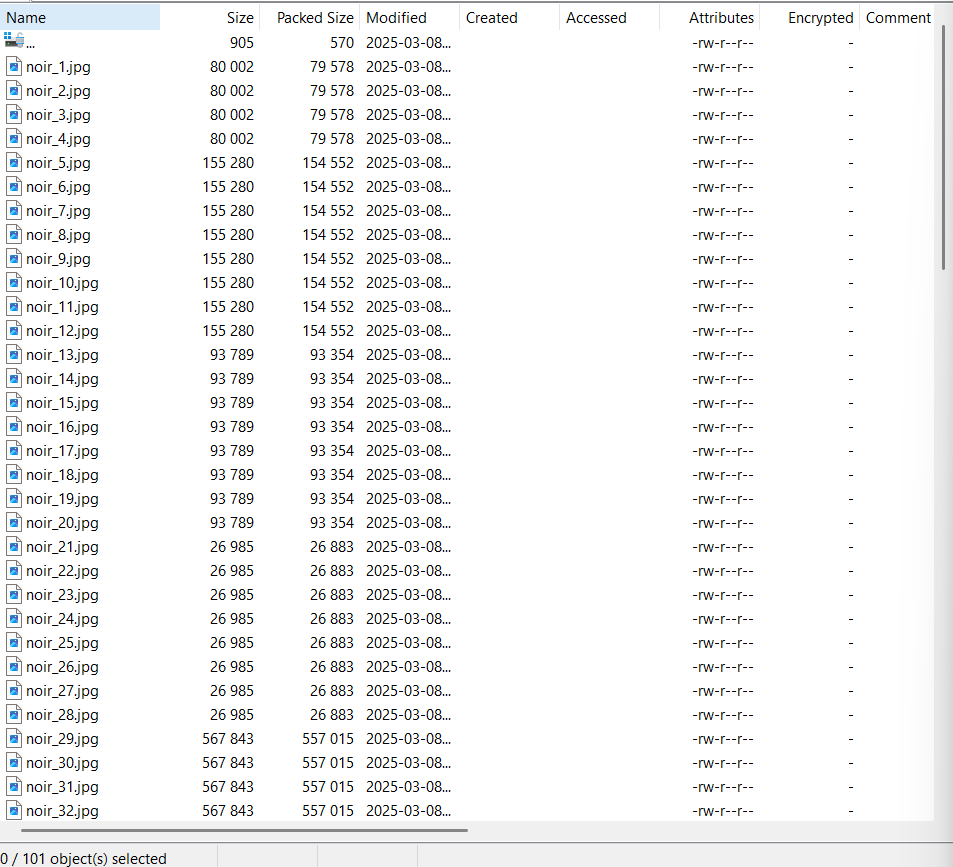 Name Size Packed Size Modified Created Accessed Attributes Encrypted Comment
... 905 570 2025-03-08... -rw-r--r-- -
noir_1.jpg 80 002 79 578 2025-03-08... -rw-r--r-- -
noir_2.jpg 80 002 79 578 2025-03-08... -rw-r--r-- -
noir_3.jpg 80 002 79 578 2025-03-08... -rw-r--r-- -
noir_4.jpg 80 002 79 578 2025-03-08... -rw-r--r-- -
noir_5.jpg 155 280 154 552 2025-03-08... -rw-r--r-- -
noir_6.jpg 155 280 154 552 2025-03-08... -rw-r--r-- -
noir_7.jpg 155 280 154 552 2025-03-08... -rw-r--r-- -
noir_8.jpg 155 280 154 552 2025-03-08... -rw-r--r-- -
noir_9.jpg 155 280 154 552 2025-03-08... -rw-r--r-- -
noir_10.jpg 155 280 154 552 2025-03-08... -rw-r--r-- -
noir_11.jpg 155 280 154 552 2025-03-08... -rw-r--r-- -
noir_12.jpg 155 280 154 552 2025-03-08... -rw-r--r-- -
noir_13.jpg 93 789 93 354 2025-03-08... -rw-r--r-- -
noir_14.jpg 93 789 93 354 2025-03-08... -rw-r--r-- -
noir_15.jpg 93 789 93 354 2025-03-08... -rw-r--r-- -
noir_16.jpg 93 789 93 354 2025-03-08... -rw-r--r-- -
noir_17.jpg 93 789 93 354 2025-03-08... -rw-r--r-- -
noir_18.jpg 93 789 93 354 2025-03-08... -rw-r--r-- -
noir_19.jpg 93 789 93 354 2025-03-08... -rw-r--r-- -
noir_20.jpg 93 789 93 354 2025-03-08... -rw-r--r-- -
noir_21.jpg 26 985 26 883 2025-03-08... -rw-r--r-- -
noir_22.jpg 26 985 26 883 2025-03-08... -rw-r--r-- -
noir_23.jpg 26 985 26 883 2025-03-08... -rw-r--r-- -
noir_24.jpg 26 985 26 883 2025-03-08... -rw-r--r-- -
noir_25.jpg 26 985 26 883 2025-03-08... -rw-r--r-- -
noir_26.jpg 26 985 26 883 2025-03-08... -rw-r--r-- -
noir_27.jpg 26 985 26 883 2025-03-08... -rw-r--r-- -
noir_28.jpg 26 985 26 883 2025-03-08... -rw-r--r-- -
noir_29.jpg 567 843 557 015 2025-03-08... -rw-r--r-- -
noir_30.jpg 567 843 557 015 2025-03-08... -rw-r--r-- -
noir_31.jpg 567 843 557 015 2025-03-08... -rw-r--r-- -
noir_32.jpg 567 843 557 015 2025-03-08... -rw-r--r-- -
0 / 101 object(s) selected